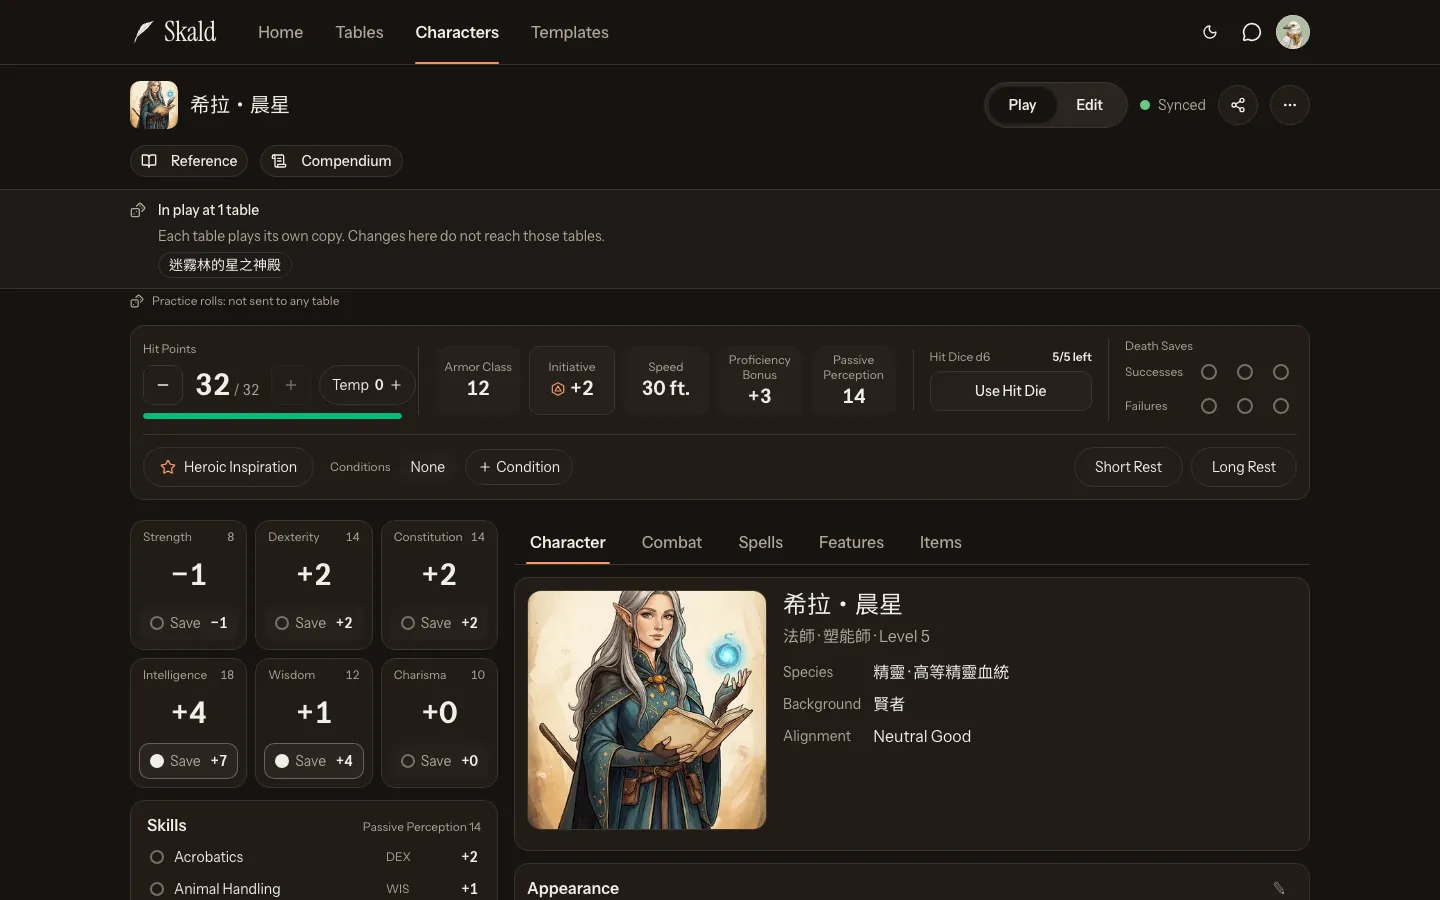 Skald
Home
Tables
Characters
Templates
希拉・晨星
Play
Edit
Synced
Reference
Compendium
In play at 1 table
Each table plays its own copy. Changes here do not reach those tables.
迷霧林的星之神殿
Practice rolls: not sent to any table
Hit Points
− 32 / 32 +
Temp 0 +
Armor Class
12
Initiative
+2
Speed
30 ft.
Proficiency
Bonus
+3
Passive
Perception
14
Hit Dice d6
5/5 left
Use Hit Die
Death Saves
Successes
Failures
Heroic Inspiration
Conditions
None
+ Condition
Short Rest
Long Rest
Strength 8
−1
Save −1
Dexterity 14
+2
Save +2
Constitution 14
+2
Save +2
Intelligence 18
+4
Save +7
Wisdom 12
+1
Save +4
Charisma 10
+0
Save +0
Skills
Passive Perception 14
Acrobatics DEX +2
Animal Handling WIS +1
Character
Combat
Spells
Features
Items
希拉・晨星
法師 · 塑能師 · Level 5
Species 精靈 · 高等精靈血統
Background 賢者
Alignment Neutral Good
Appearance